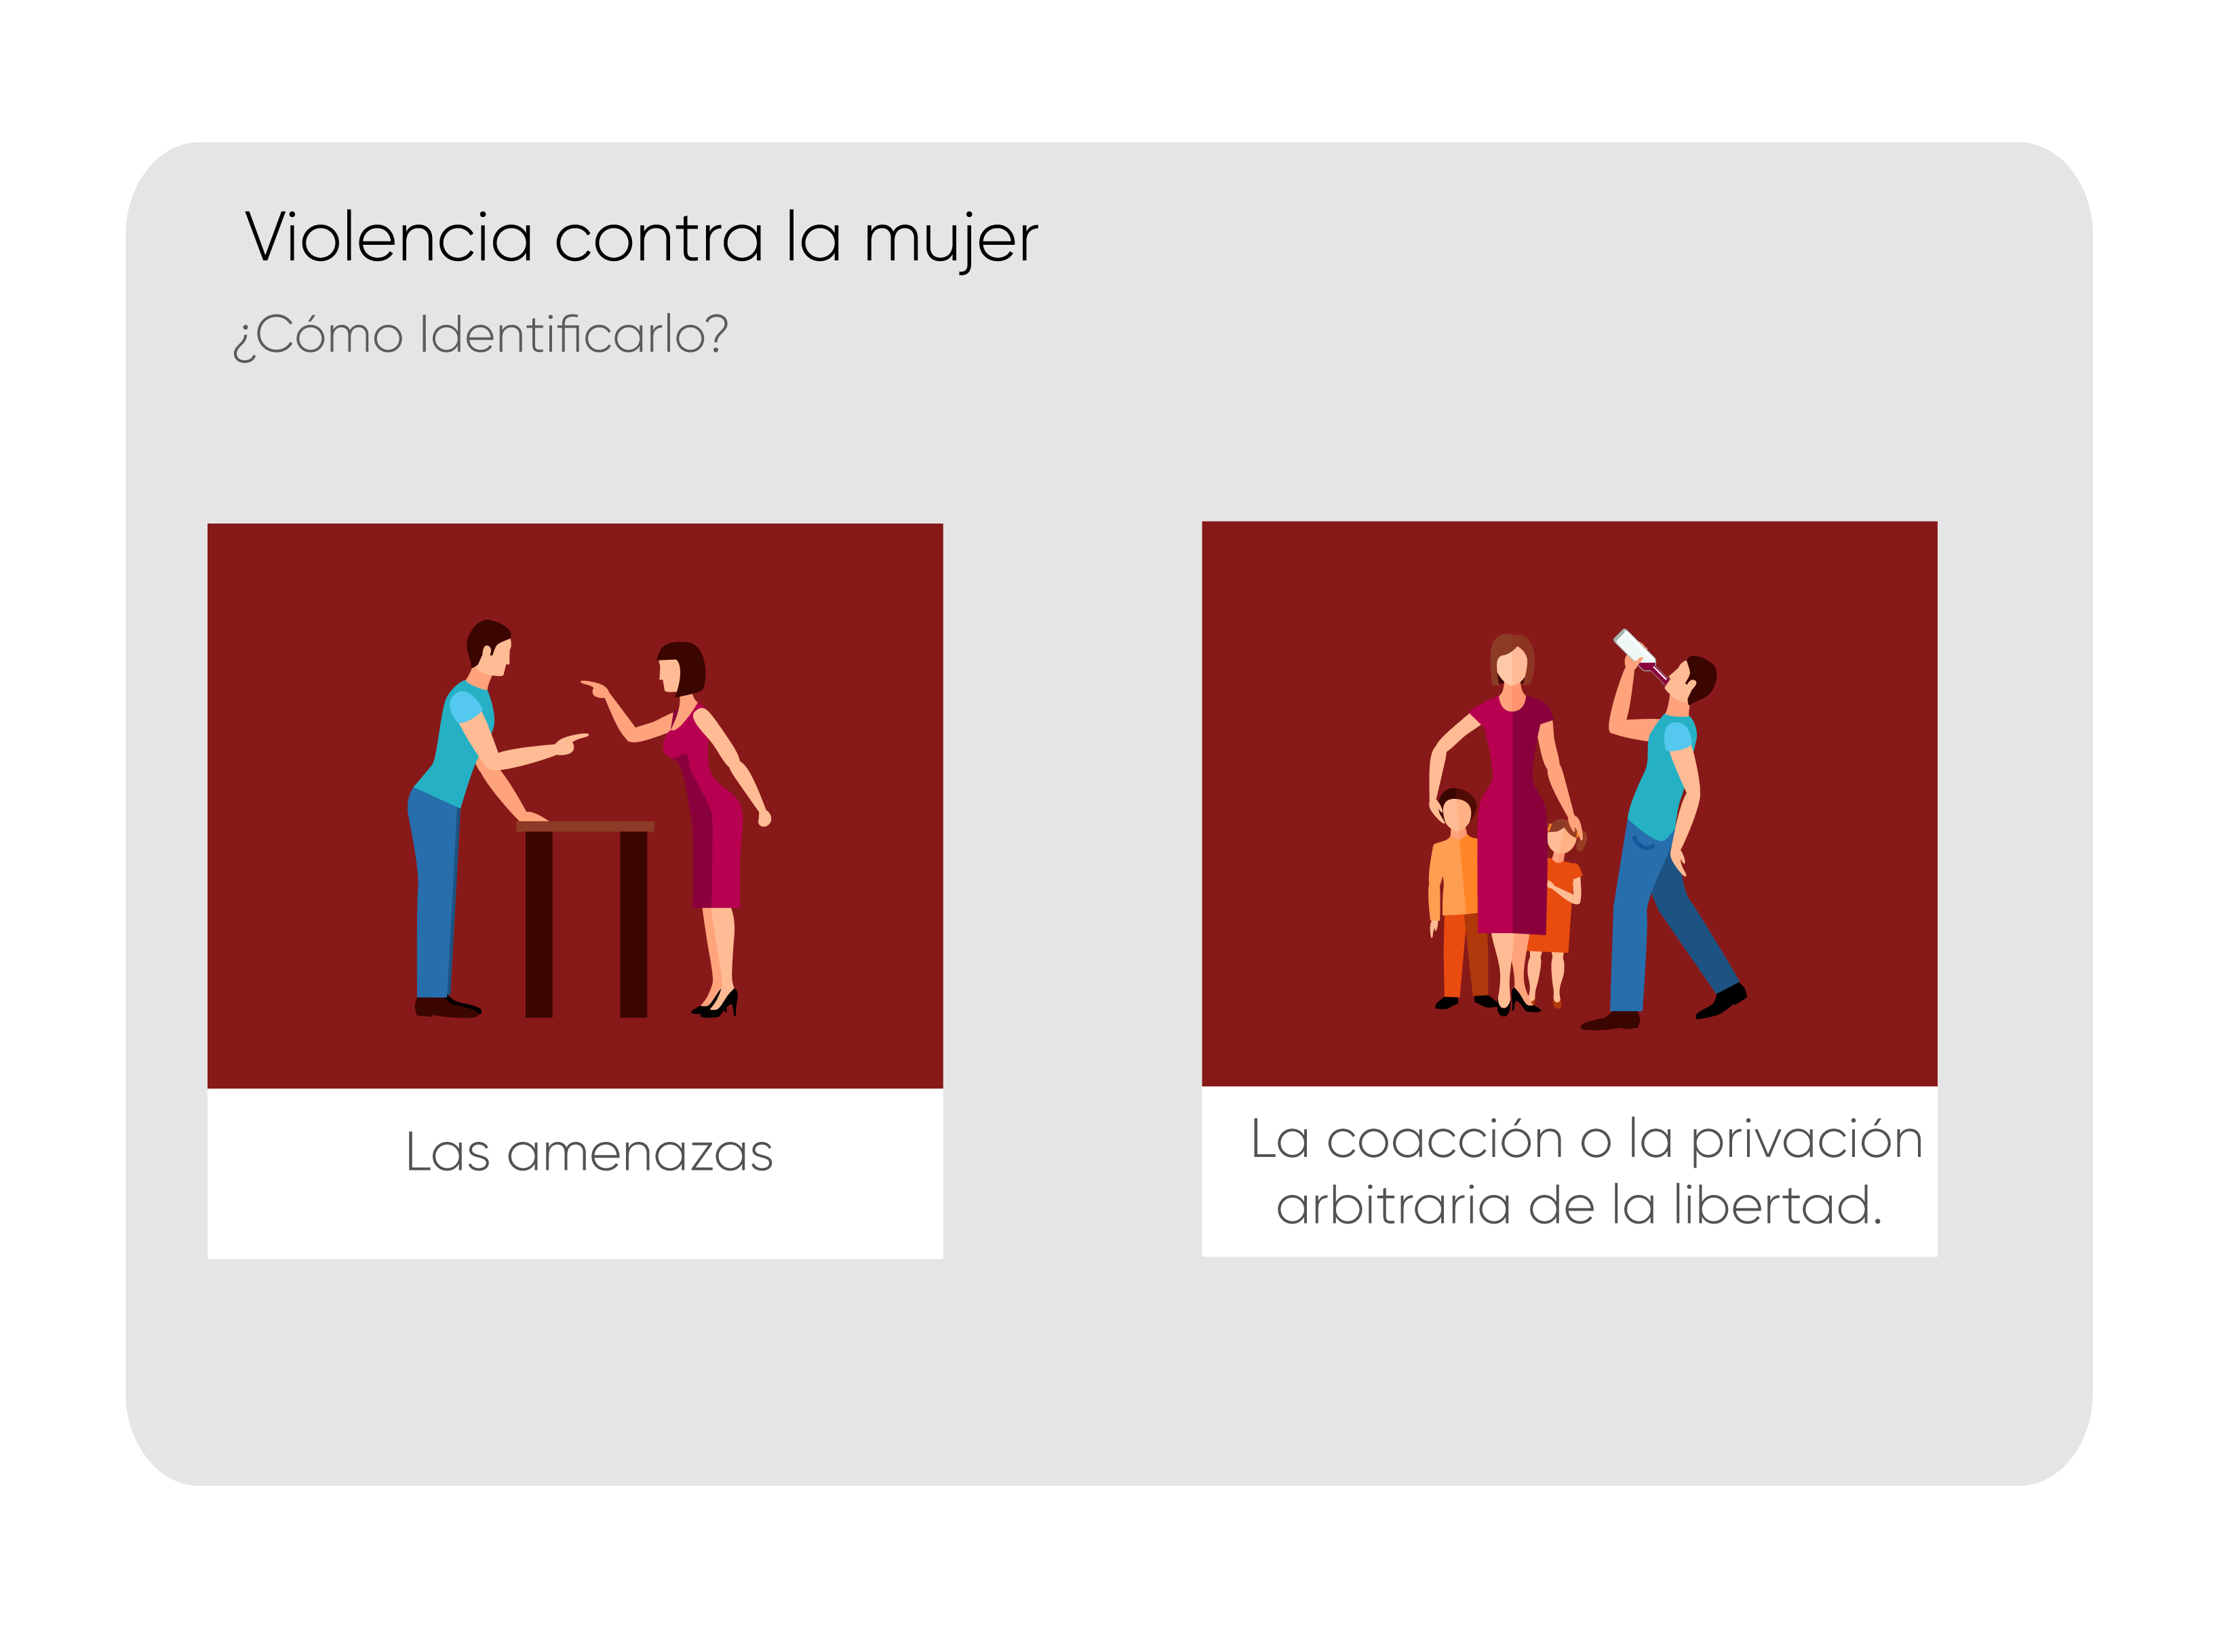 Violencia contra la mujer
¿Cómo Identificarlo?
Las amenazas
La coacción o la privación
arbitraria de la libertad.